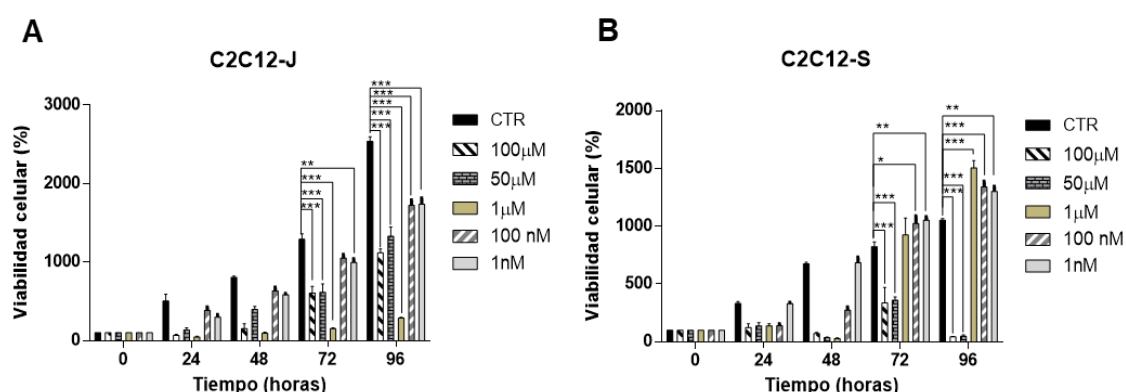 A
C2C12-J
Viabilidad celular (%)
3000
2000
1000
0
0 24 48 72 96
Tiempo (horas)
** *** *** ***
*** *** *** *** ***
CTR
100µM
50µM
1µM
100 nM
1nM
B
C2C12-S
Viabilidad celular (%)
2000
1500
1000
500
0
0 24 48 72 96
Tiempo (horas)
** * *** ***
** *** *** *** ***
CTR
100µM
50µM
1µM
100 nM
1nM